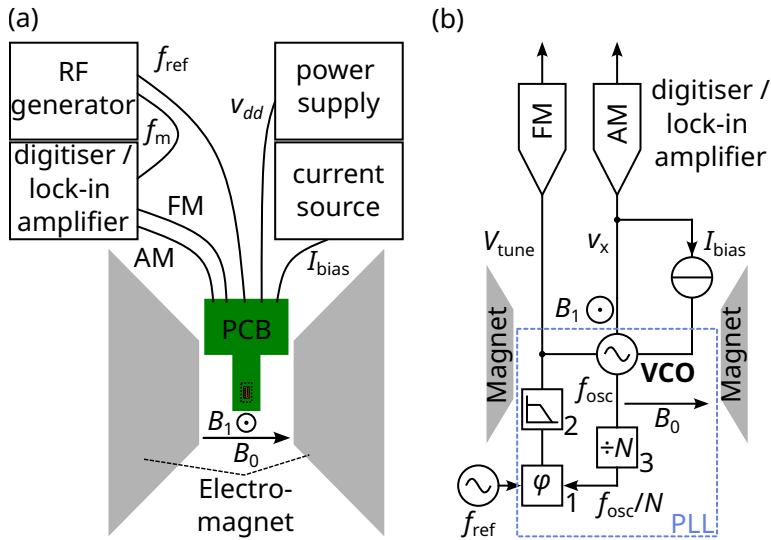 (a)
RF
generator
f_ref
f_m
digitiser /
lock-in
amplifier
FM
AM
v_dd
power
supply
current
source
I_bias
PCB
B_1
B_0
Electro-
magnet
(b)
FM
AM
digitiser /
lock-in
amplifier
V_tune
v_x
I_bias
B_1
Magnet
Magnet
VCO
f_osc
B_0
2
÷N
3
φ
1
f_ref
f_osc/N
PLL